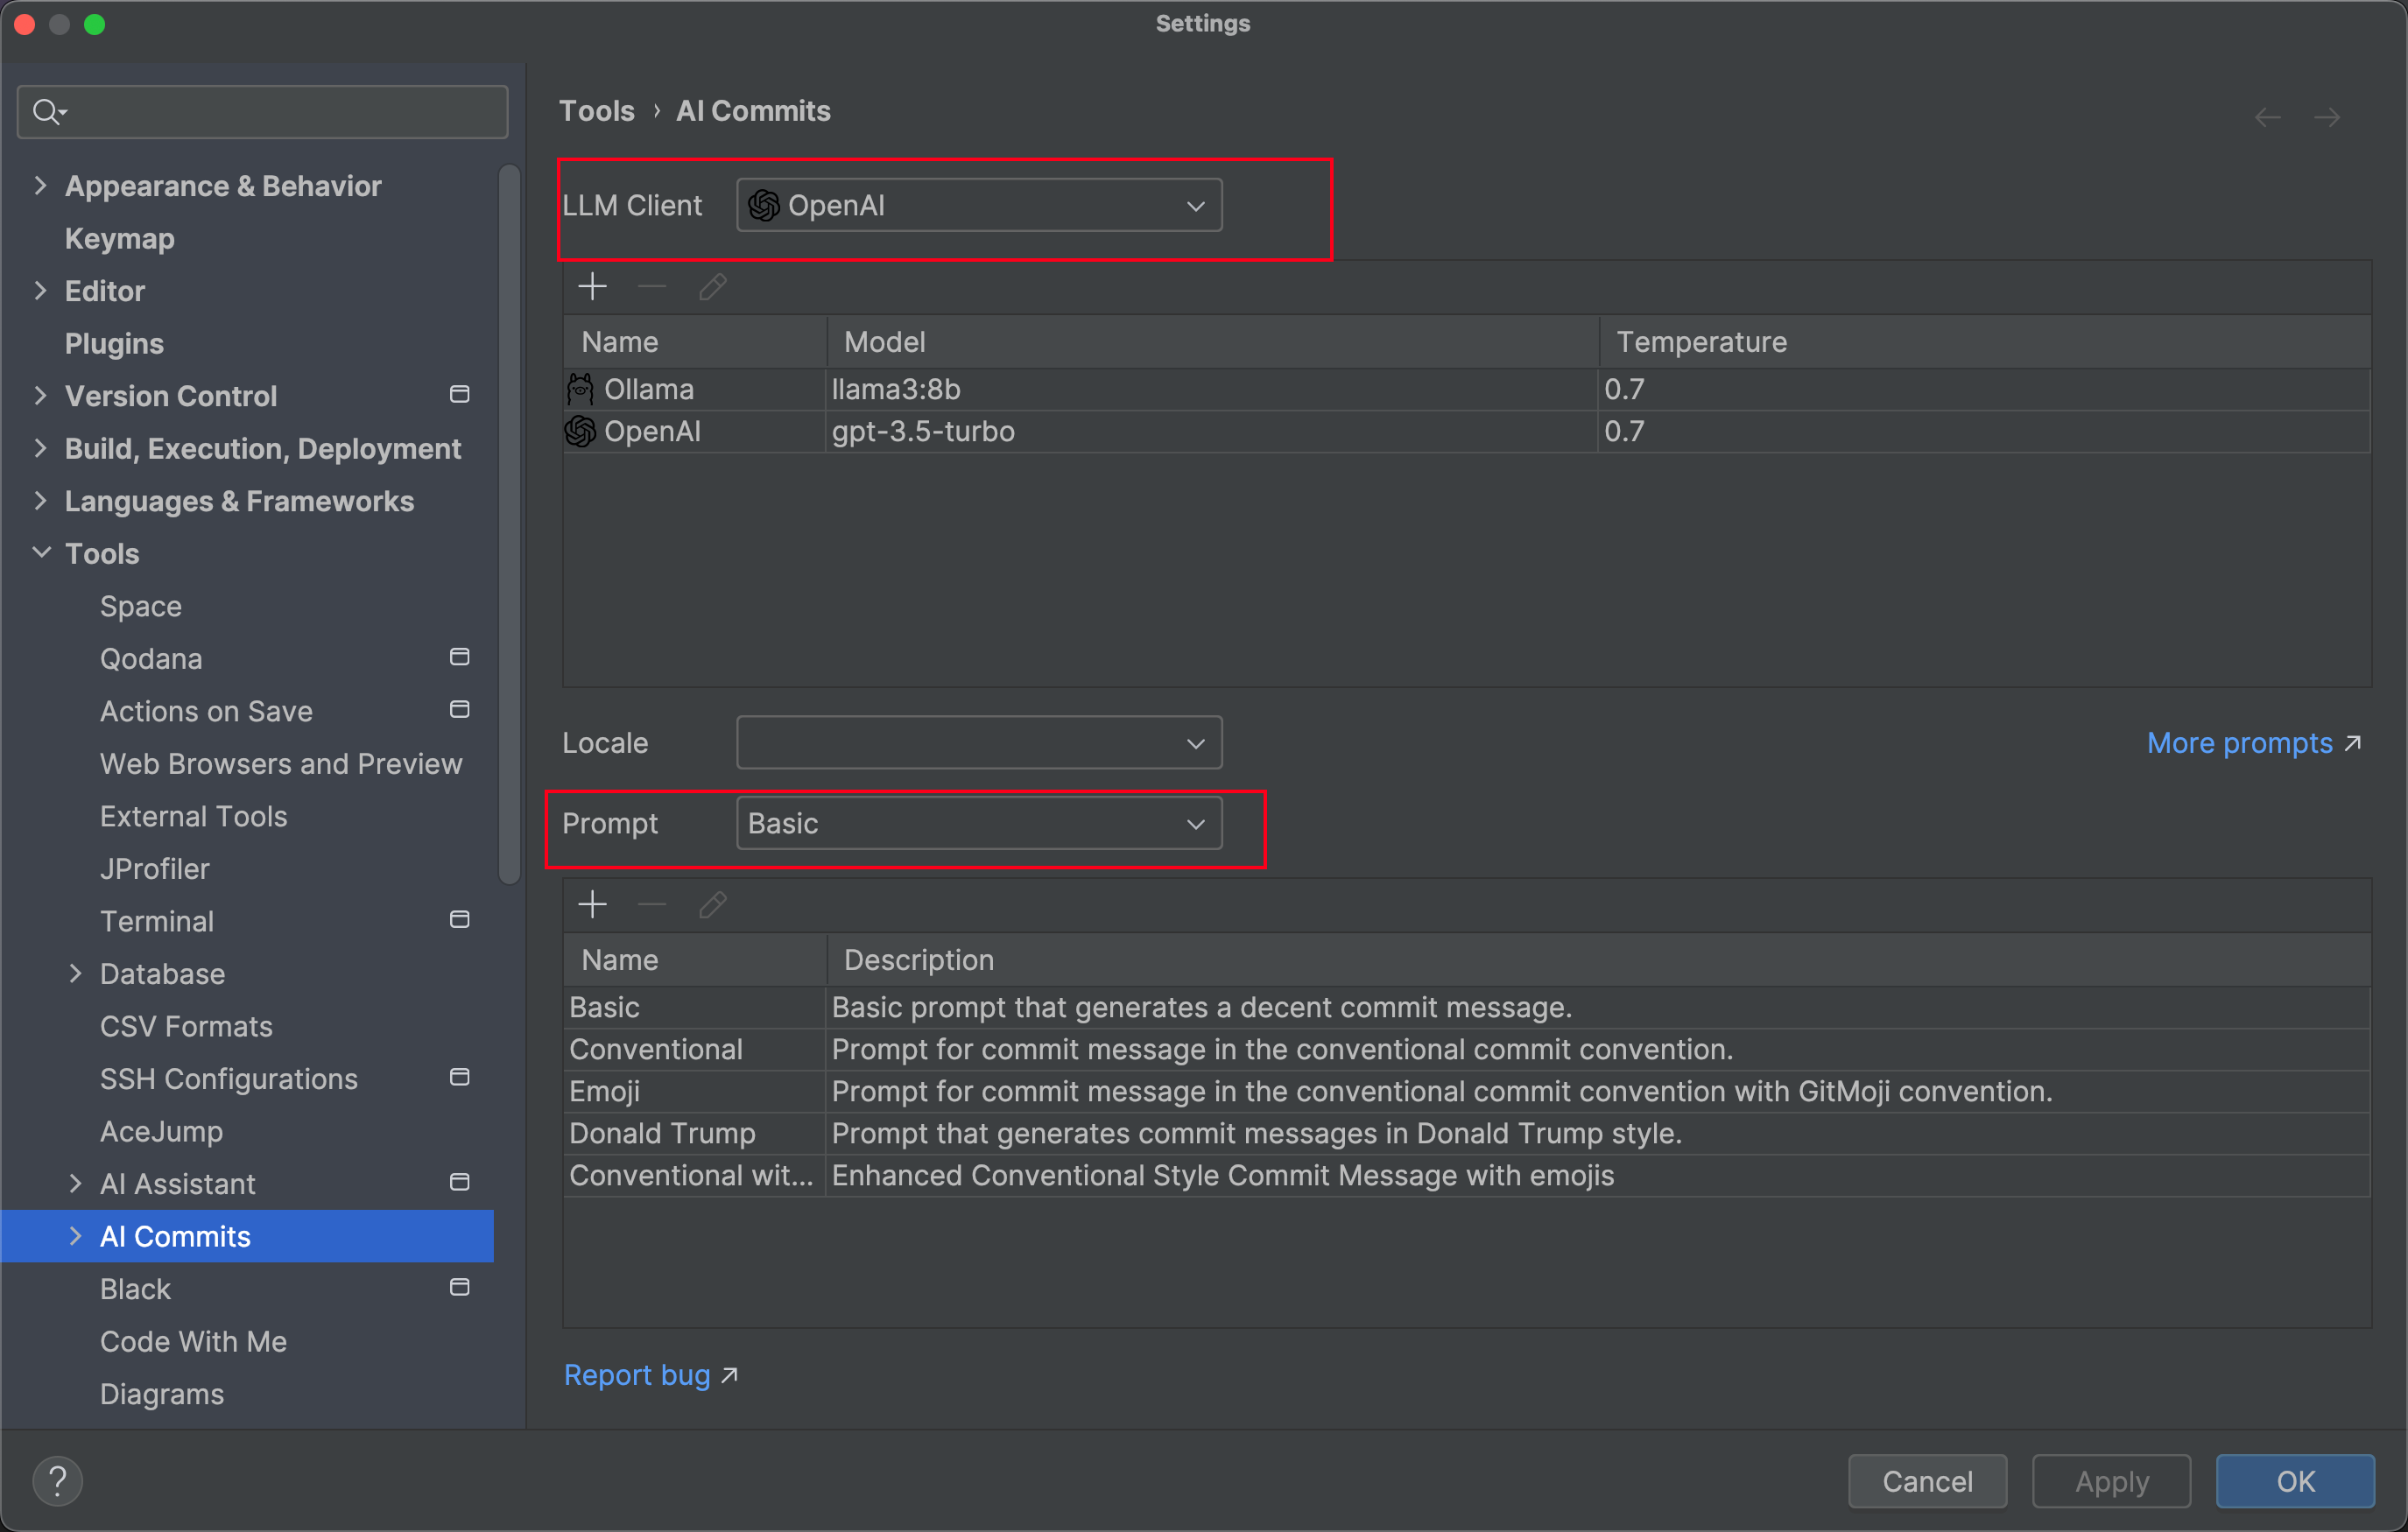 Settings
Appearance & Behavior
Keymap
Editor
Plugins
Version Control
Build, Execution, Deployment
Languages & Frameworks
Tools
Space
Qodana
Actions on Save
Web Browsers and Preview
External Tools
JProfiler
Terminal
Database
CSV Formats
SSH Configurations
AceJump
AI Assistant
AI Commits
Black
Code With Me
Diagrams
Tools › AI Commits
LLM Client OpenAI
Name Model Temperature
Ollama llama3:8b 0.7
OpenAI gpt-3.5-turbo 0.7
Locale More prompts ↗
Prompt Basic
Name Description
Basic Basic prompt that generates a decent commit message.
Conventional Prompt for commit message in the conventional commit convention.
Emoji Prompt for commit message in the conventional commit convention with GitMoji convention.
Donald Trump Prompt that generates commit messages in Donald Trump style.
Conventional wit... Enhanced Conventional Style Commit Message with emojis
Report bug ↗
? Cancel Apply OK